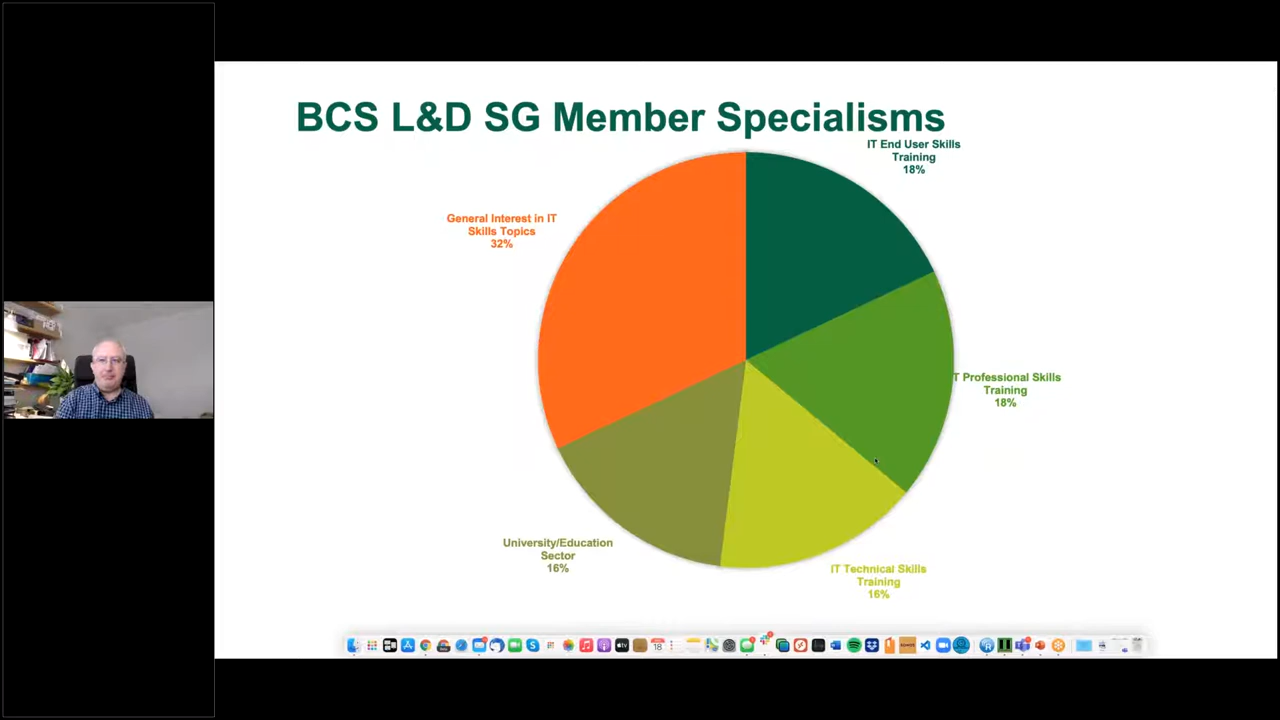 BCS L&D SG Member Specialisms
IT End User Skills
Training
18%
General Interest in IT
Skills Topics
32%
T Professional Skills
Training
18%
University/Education
Sector
16%
IT Technical Skills
Training
16%
18